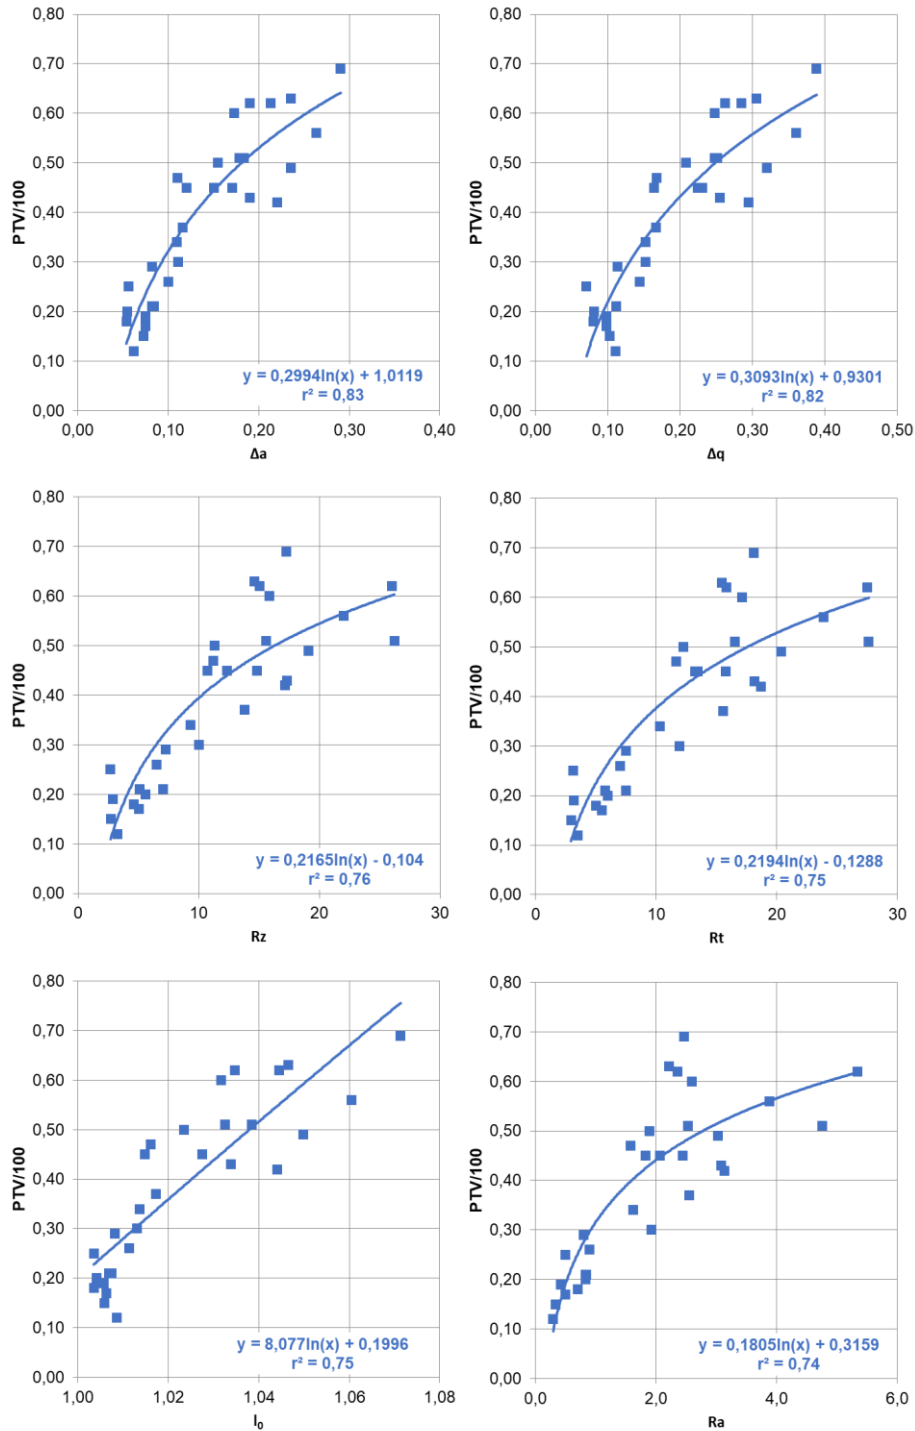 0,80
0,70
0,60
0,50
0,40
0,30
0,20
0,10
0,00
PTV/100
y = 0,2994ln(x) + 1,0119
r² = 0,83
0,00 0,10 0,20 0,30 0,40
Δa
0,80
0,70
0,60
0,50
0,40
0,30
0,20
0,10
0,00
PTV/100
y = 0,3093ln(x) + 0,9301
r² = 0,82
0,00 0,10 0,20 0,30 0,40 0,50
Δq
0,80
0,70
0,60
0,50
0,40
0,30
0,20
0,10
0,00
PTV/100
y = 0,2165ln(x) - 0,104
r² = 0,76
0 10 20 30
Rz
0,80
0,70
0,60
0,50
0,40
0,30
0,20
0,10
0,00
PTV/100
y = 0,2194ln(x) - 0,1288
r² = 0,75
0 10 20 30
Rt
0,80
0,70
0,60
0,50
0,40
0,30
0,20
0,10
0,00
PTV/100
y = 8,077ln(x) + 0,1996
r² = 0,75
1,00 1,02 1,04 1,06 1,08
l₀
0,80
0,70
0,60
0,50
0,40
0,30
0,20
0,10
0,00
PTV/100
y = 0,1805ln(x) + 0,3159
r² = 0,74
0,0 2,0 4,0 6,0
Ra